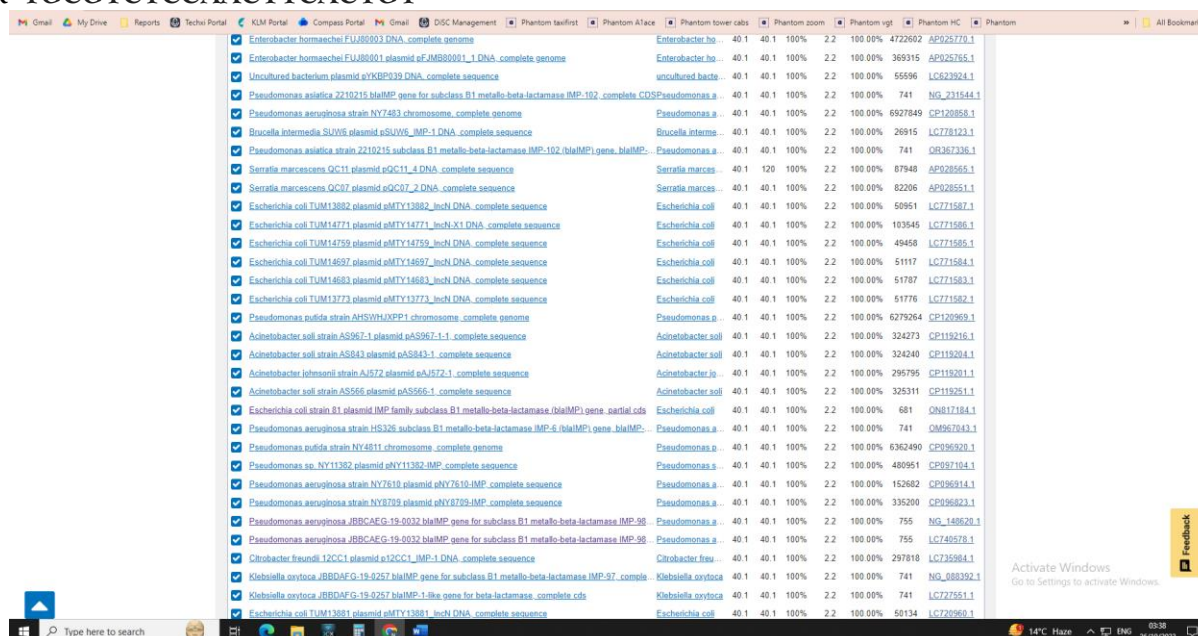 Gmail My Drive Reports Techxi Portal KLM Portal Compass Portal Gmail DiSC Management Phantom taxifirst Phantom A1ace Phantom tower cabs Phantom zoom Phantom vgt Phantom HC Phantom » All Bookmar
Enterobacter hormaechei FUJ80003 DNA, complete genome Enterobacter ho... 40.1 40.1 100% 2.2 100.00% 4722602 AP025770.1
Enterobacter hormaechei FUJ80001 plasmid pFJMB80001_1 DNA, complete genome Enterobacter ho... 40.1 40.1 100% 2.2 100.00% 369315 AP025765.1
Uncultured bacterium plasmid pYKBP039 DNA, complete sequence uncultured bacte... 40.1 40.1 100% 2.2 100.00% 55596 LC623924.1
Pseudomonas asiatica 2210215 blaIMP gene for subclass B1 metallo-beta-lactamase IMP-102, complete CDS Pseudomonas a... 40.1 40.1 100% 2.2 100.00% 741 NG_231544.1
Pseudomonas aeruginosa strain NY7483 chromosome, complete genome Pseudomonas a... 40.1 40.1 100% 2.2 100.00% 6927849 CP120858.1
Brucella intermedia SUW6 plasmid pSUW6_IMP-1 DNA, complete sequence Brucella interme... 40.1 40.1 100% 2.2 100.00% 26915 LC778123.1
Pseudomonas asiatica strain 2210215 subclass B1 metallo-beta-lactamase IMP-102 (blaIMP) gene, blaIMP-... Pseudomonas a... 40.1 40.1 100% 2.2 100.00% 741 OR367336.1
Serratia marcescens QC11 plasmid pQC11_4 DNA, complete sequence Serratia marces... 40.1 120 100% 2.2 100.00% 87948 AP028565.1
Serratia marcescens QC07 plasmid pQC07_2 DNA, complete sequence Serratia marces... 40.1 40.1 100% 2.2 100.00% 82206 AP028551.1
Escherichia coli TUM13882 plasmid pMTY13882_IncN DNA, complete sequence Escherichia coli 40.1 40.1 100% 2.2 100.00% 50951 LC771587.1
Escherichia coli TUM14771 plasmid pMTY14771_IncN-X1 DNA, complete sequence Escherichia coli 40.1 40.1 100% 2.2 100.00% 103545 LC771586.1
Escherichia coli TUM14759 plasmid pMTY14759_IncN DNA, complete sequence Escherichia coli 40.1 40.1 100% 2.2 100.00% 49458 LC771585.1
Escherichia coli TUM14697 plasmid pMTY14697_IncN DNA, complete sequence Escherichia coli 40.1 40.1 100% 2.2 100.00% 51117 LC771584.1
Escherichia coli TUM14683 plasmid pMTY14683_IncN DNA, complete sequence Escherichia coli 40.1 40.1 100% 2.2 100.00% 51787 LC771583.1
Escherichia coli TUM13773 plasmid pMTY13773_IncN DNA, complete sequence Escherichia coli 40.1 40.1 100% 2.2 100.00% 51776 LC771582.1
Pseudomonas putida strain AHSWHJXPP1 chromosome, complete genome Pseudomonas p... 40.1 40.1 100% 2.2 100.00% 6279264 CP120969.1
Acinetobacter soli strain AS967-1 plasmid pAS967-1-1, complete sequence Acinetobacter soli 40.1 40.1 100% 2.2 100.00% 324273 CP119216.1
Acinetobacter soli strain AS843 plasmid pAS843-1, complete sequence Acinetobacter soli 40.1 40.1 100% 2.2 100.00% 324240 CP119204.1
Acinetobacter johnsonii strain AJ572 plasmid pAJ572-1, complete sequence Acinetobacter jo... 40.1 40.1 100% 2.2 100.00% 295795 CP119201.1
Acinetobacter soli strain AS566 plasmid pAS566-1, complete sequence Acinetobacter soli 40.1 40.1 100% 2.2 100.00% 325311 CP119251.1
Escherichia coli strain 81 plasmid IMP family subclass B1 metallo-beta-lactamase (blaIMP) gene, partial cds Escherichia coli 40.1 40.1 100% 2.2 100.00% 681 ON817184.1
Pseudomonas aeruginosa strain HS326 subclass B1 metallo-beta-lactamase IMP-6 (blaIMP) gene, blaIMP-... Pseudomonas a... 40.1 40.1 100% 2.2 100.00% 741 OM967043.1
Pseudomonas putida strain NY4811 chromosome, complete genome Pseudomonas p... 40.1 40.1 100% 2.2 100.00% 6362490 CP096920.1
Pseudomonas sp. NY11382 plasmid pNY11382-IMP, complete sequence Pseudomonas s... 40.1 40.1 100% 2.2 100.00% 480951 CP097104.1
Pseudomonas aeruginosa strain NY7610 plasmid pNY7610-IMP, complete sequence Pseudomonas a... 40.1 40.1 100% 2.2 100.00% 152682 CP096914.1
Pseudomonas aeruginosa strain NY8709 plasmid pNY8709-IMP, complete sequence Pseudomonas a... 40.1 40.1 100% 2.2 100.00% 335200 CP096823.1
Pseudomonas aeruginosa JBBCAEG-19-0032 blaIMP gene for subclass B1 metallo-beta-lactamase IMP-98... Pseudomonas a... 40.1 40.1 100% 2.2 100.00% 755 NG_148620.1
Pseudomonas aeruginosa JBBCAEG-19-0032 blaIMP gene for subclass B1 metallo-beta-lactamase IMP-98... Pseudomonas a... 40.1 40.1 100% 2.2 100.00% 755 LC740578.1
Citrobacter freundii 12CC1 plasmid p12CC1_IMP-1 DNA, complete sequence Citrobacter freu... 40.1 40.1 100% 2.2 100.00% 297818 LC735984.1
Klebsiella oxytoca JBBDAFG-19-0257 blaIMP gene for subclass B1 metallo-beta-lactamase IMP-97, comple... Klebsiella oxytoca 40.1 40.1 100% 2.2 100.00% 741 NG_088392.1
Klebsiella oxytoca JBBDAFG-19-0257 blaIMP-1-like gene for beta-lactamase, complete cds Klebsiella oxytoca 40.1 40.1 100% 2.2 100.00% 741 LC727551.1
Escherichia coli TUM13881 plasmid pMTY13881_IncN DNA, complete sequence Escherichia coli 40.1 40.1 100% 2.2 100.00% 50134 LC720960.1
Feedback
Activate Windows
Go to Settings to activate Windows.
Type here to search 14°C Haze ENG 03:38